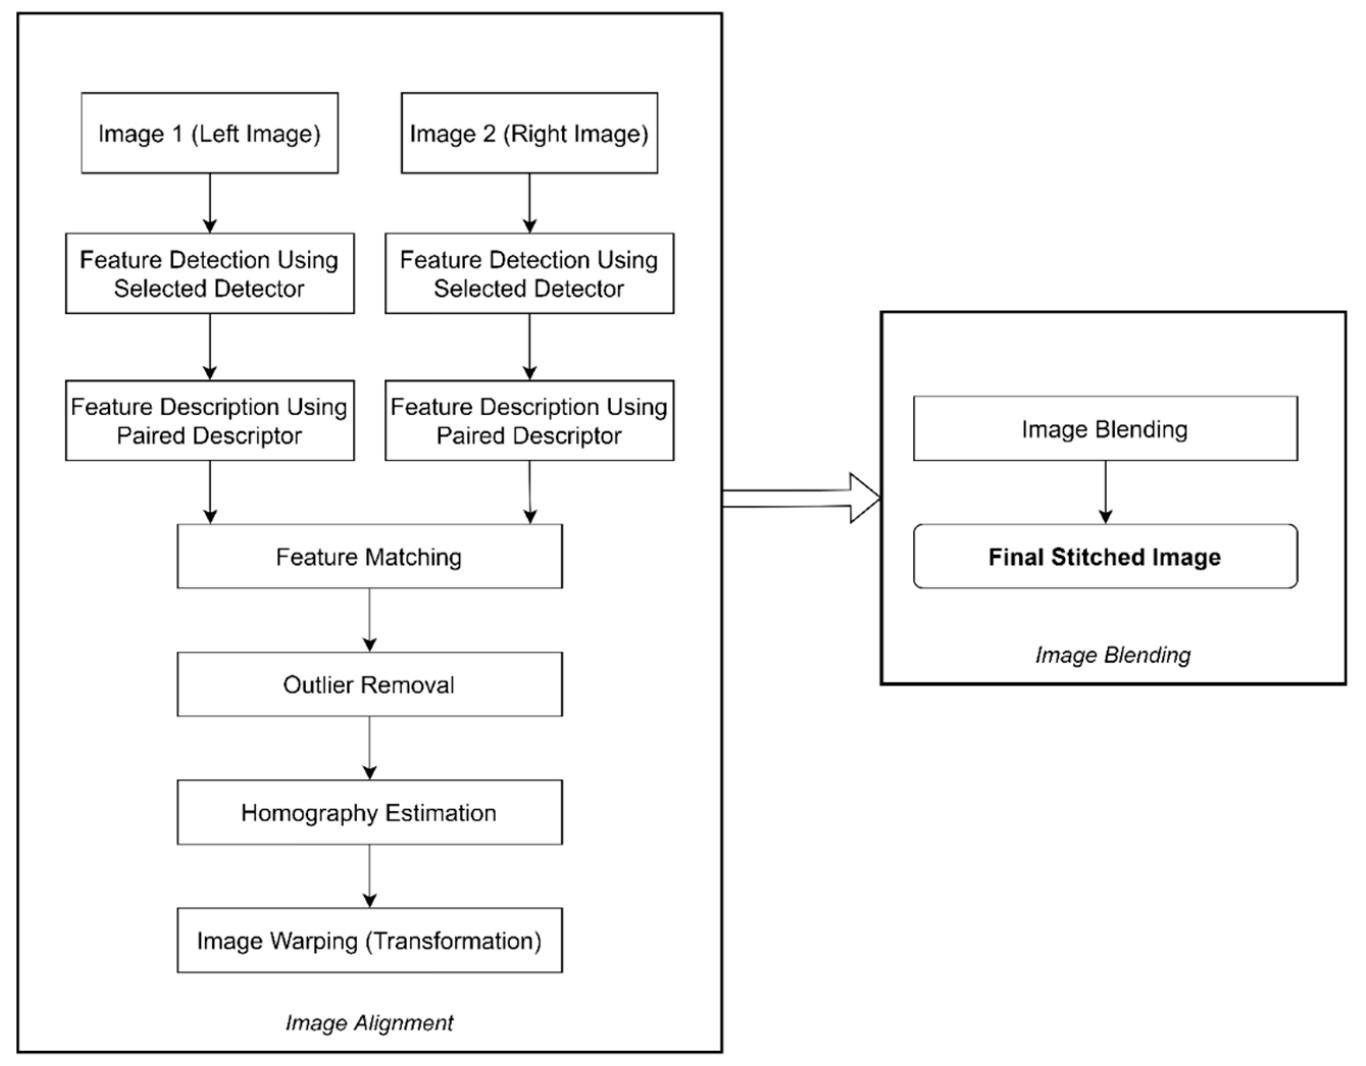 Image 1 (Left Image)
Image 2 (Right Image)
Feature Detection Using
Selected Detector
Feature Detection Using
Selected Detector
Feature Description Using
Paired Descriptor
Feature Description Using
Paired Descriptor
Feature Matching
Outlier Removal
Homography Estimation
Image Warping (Transformation)
Image Alignment
Image Blending
Final Stitched Image
Image Blending